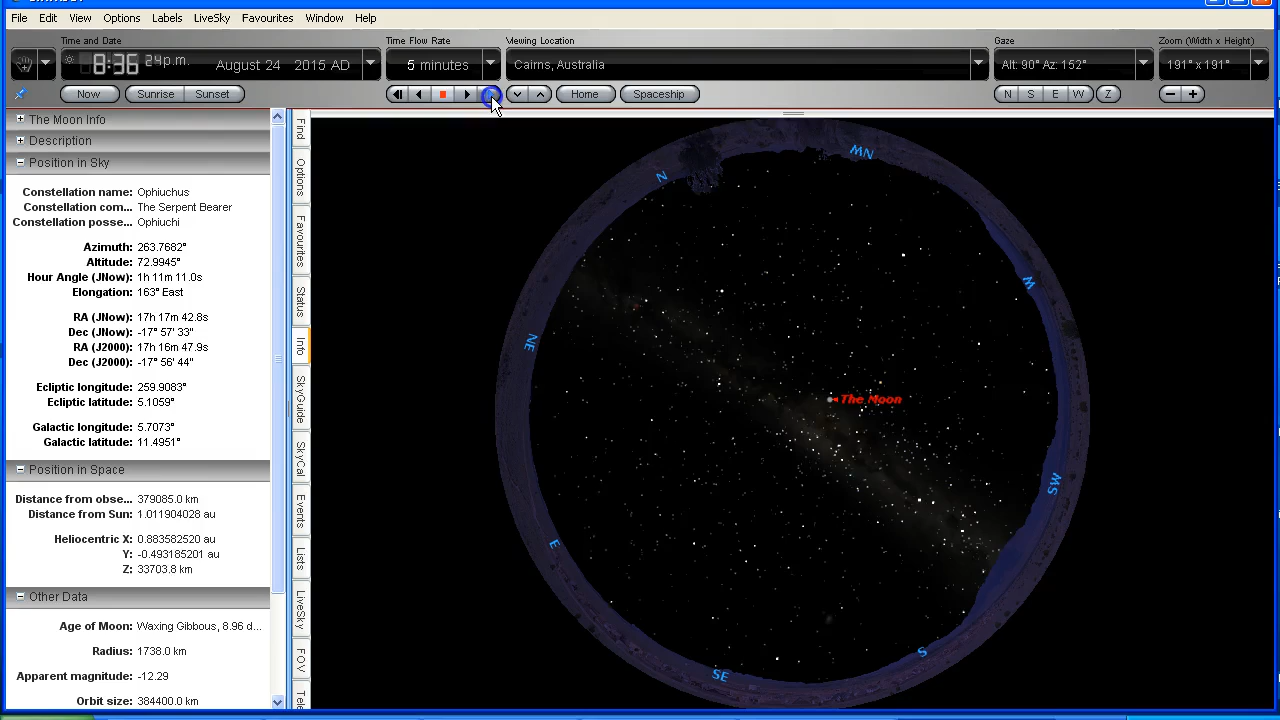 File Edit View Options Labels LiveSky Favourites Window Help
Time and Date Time Flow Rate Viewing Location Gaze Zoom (Width x Height)
8:36 24 p.m. August 24 2015 AD 5 minutes Cairns, Australia Alt: 90° Az: 152° 191° x 191°
Now Sunrise Sunset Home Spaceship N S E W Z
The Moon Info
Description
Position in Sky
Constellation name: Ophiuchus
Constellation com... The Serpent Bearer
Constellation posse... Ophiuchi
Azimuth: 263.7682°
Altitude: 72.9945°
Hour Angle (JNow): 1h 11m 11.0s
Elongation: 163° East
RA (JNow): 17h 17m 42.8s
Dec (JNow): -17° 57' 33"
RA (J2000): 17h 16m 47.9s
Dec (J2000): -17° 56' 44"
Ecliptic longitude: 259.9083°
Ecliptic latitude: 5.1059°
Galactic longitude: 5.7073°
Galactic latitude: 11.4951°
Position in Space
Distance from obse... 379085.0 km
Distance from Sun: 1.011904028 au
Heliocentric X: 0.883582520 au
Y: -0.493185201 au
Z: 33703.8 km
Other Data
Age of Moon: Waxing Gibbous, 8.96 d...
Radius: 1738.0 km
Apparent magnitude: -12.29
Orbit size: 384400.0 km
Find
Options
Favourites
Status
Info
SkyGuide
SkyCal
Events
Lists
LiveSky
FOV
Tele
N
NW
W
NE
The Moon
SW
E
S
SE